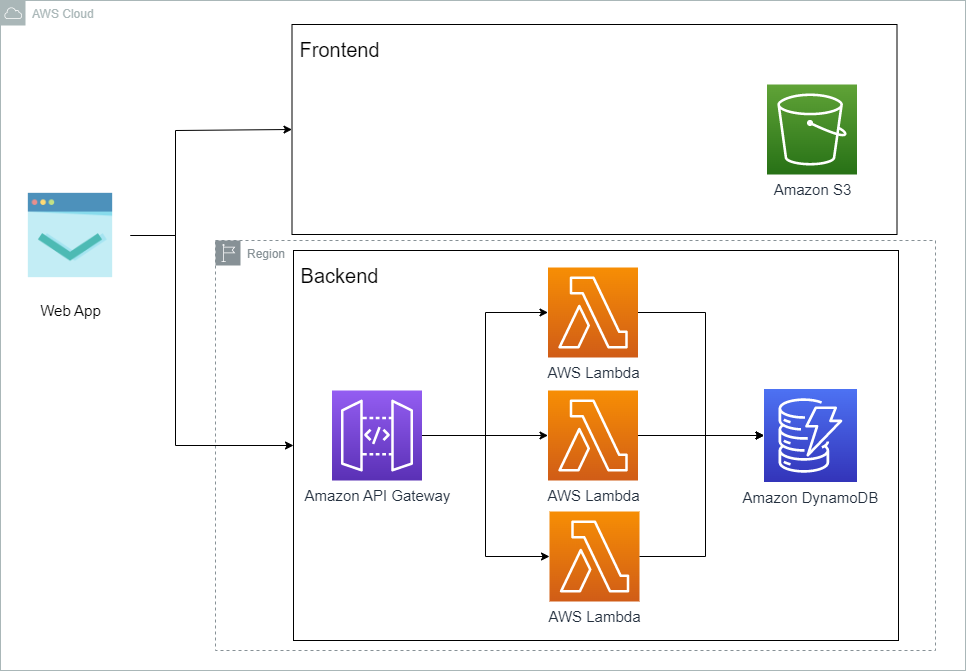 AWS Cloud
Frontend
Amazon S3
Web App
Region
Backend
AWS Lambda
</>
Amazon API Gateway
AWS Lambda
Amazon DynamoDB
AWS Lambda